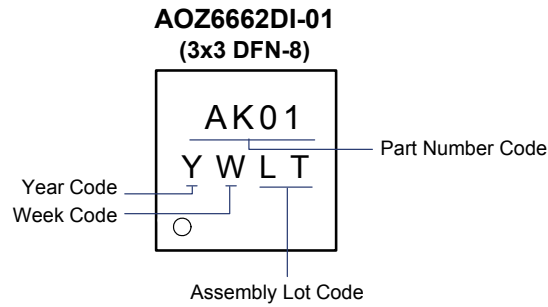 AOZ6662DI-01
(3x3 DFN-8)
AK01
Part Number Code
Y W L T
Year Code
Week Code
Assembly Lot Code